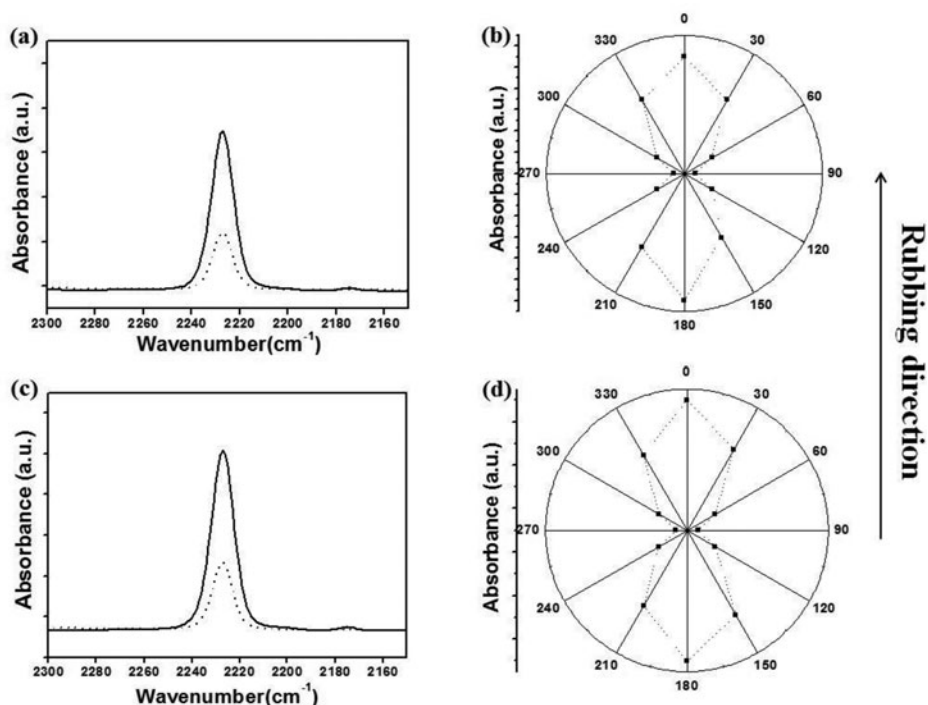 (a)
Absorbance (a.u.)
2300 2280 2260 2240 2220 2200 2180 2160
Wavenumber(cm⁻¹)
(b)
Absorbance (a.u.)
0
330 30
300 60
270 90
240 120
210 150
180
(c)
Absorbance (a.u.)
2300 2280 2260 2240 2220 2200 2180 2160
Wavenumber(cm⁻¹)
(d)
Absorbance (a.u.)
0
330 30
300 60
270 90
240 120
210 150
180
Rubbing direction